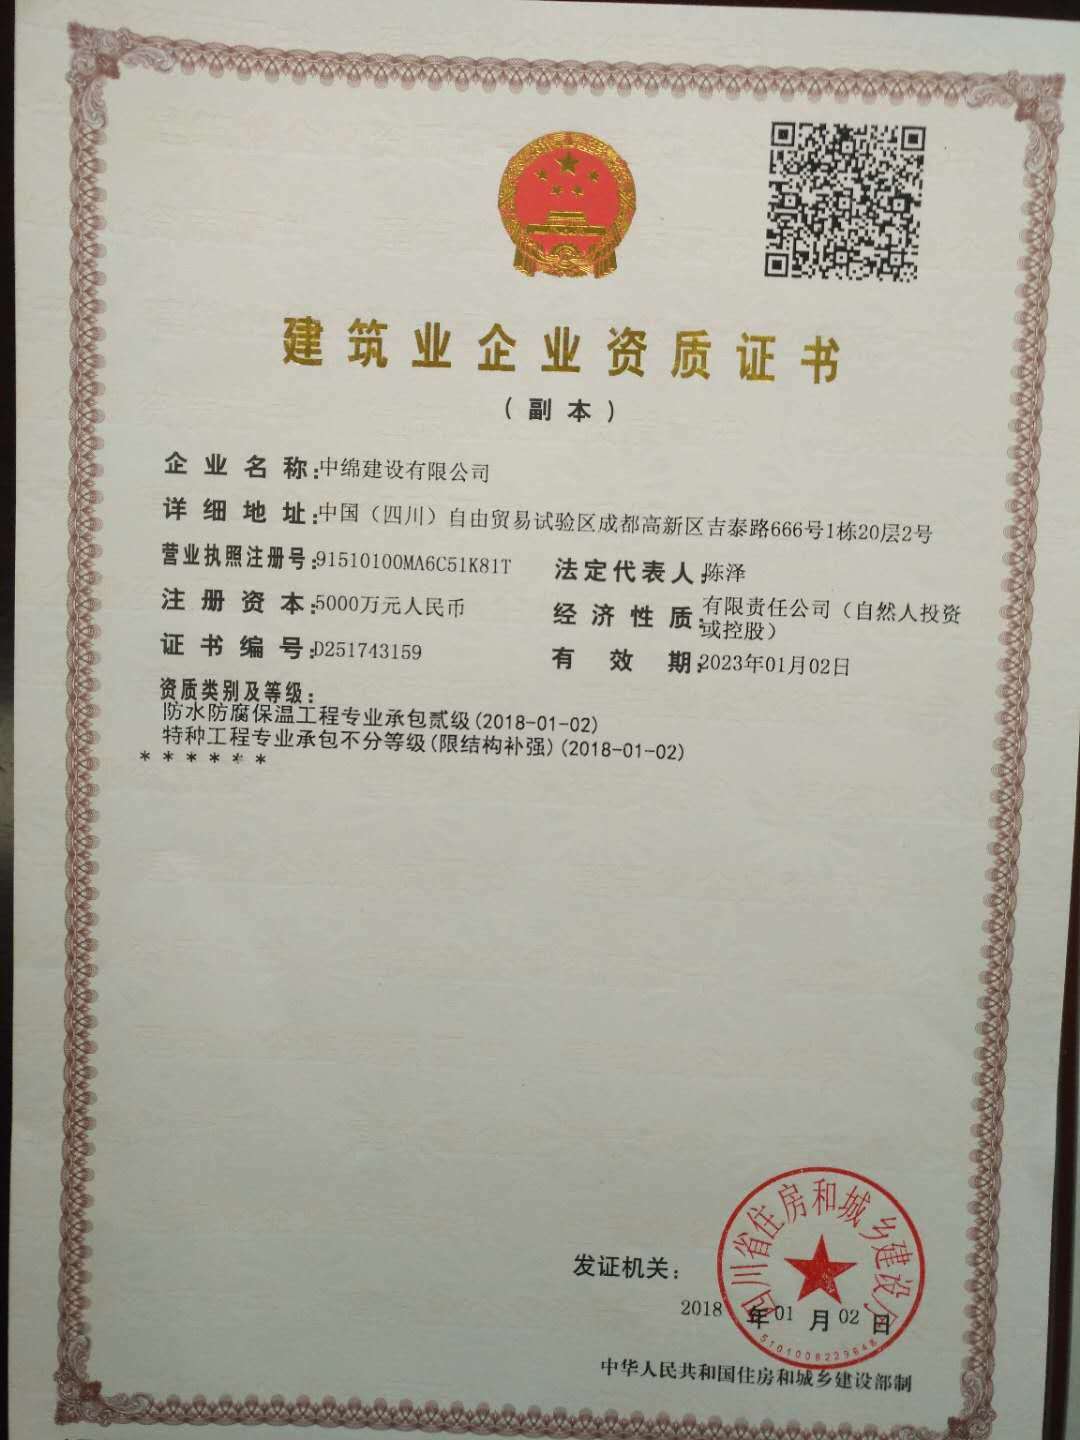 建筑业企业资质证书
（副本）
企业名称：中绵建设有限公司
详细地址：中国（四川）自由贸易试验区成都高新区吉泰路666号1栋20层2号
营业执照注册号：91510100MA6C51K81T 法定代表人：陈泽
注册资本：5000万元人民币 经济性质：有限责任公司（自然人投资
或控股）
证书编号：D251743159 有效期：2023年01月02日
资质类别及等级：
防水防腐保温工程专业承包贰级(2018-01-02)
特种工程专业承包不分等级(限结构补强)(2018-01-02)
******
四川省住房和城乡建设厅
发证机关：
2018年01月02日
5101008229648
中华人民共和国住房和城乡建设部制